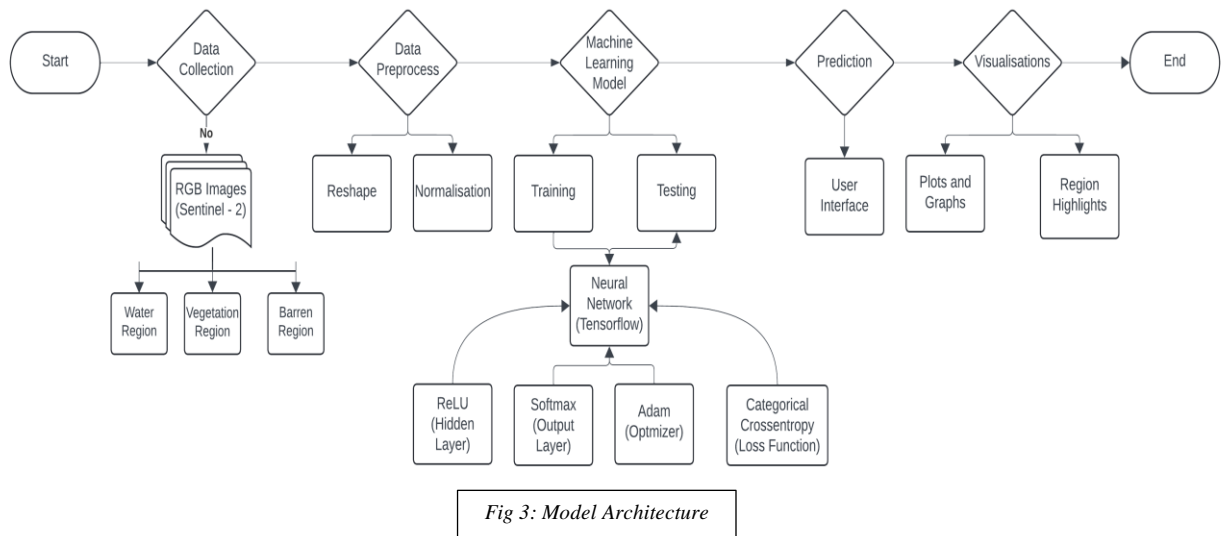 Start
Data
Collection
Data
Preprocess
Machine
Learning
Model
Prediction
Visualisations
End
No
RGB Images
(Sentinel - 2)
Reshape
Normalisation
Training
Testing
User
Interface
Plots and
Graphs
Region
Highlights
Water
Region
Vegetation
Region
Barren
Region
Neural
Network
(Tensorflow)
ReLU
(Hidden
Layer)
Softmax
(Output
Layer)
Adam
(Optmizer)
Categorical
Crossentropy
(Loss Function)
Fig 3: Model Architecture